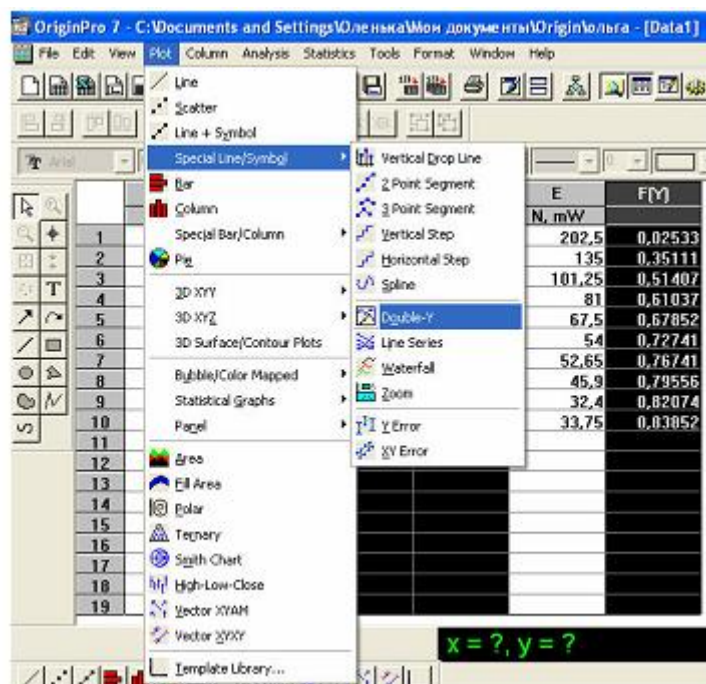 OriginPro 7 - C:\Documents and Settings\Оленька\Мои документы\Origin\ольга - [Data1]
File Edit View Plot Column Analysis Statistics Tools Format Window Help
Line
Scatter
Line + Symbol
Special Line/Symbol
Bar
Column
Special Bar/Column
Pie
3D XYY
3D XYZ
3D Surface/Contour Plots
Bubble/Color Mapped
Statistical Graphs
Panel
Area
Fill Area
Polar
Ternary
Smith Chart
High-Low-Close
Vector XYAM
Vector XYXY
Template Library...
Vertical Drop Line
2 Point Segment
3 Point Segment
Vertical Step
Horizontal Step
Spline
Double-Y
Line Series
Waterfall
Zoom
Y Error
XY Error
Arial
0
T
E F(Y)
N, mW
1 202,5 0,02533
2 135 0,35111
3 101,25 0,51407
4 81 0,61037
5 67,5 0,67852
6 54 0,72741
7 52,65 0,76741
8 45,9 0,79556
9 32,4 0,82074
10 33,75 0,83852
11
12
13
14
15
16
17
18
19
x = ?, y = ?